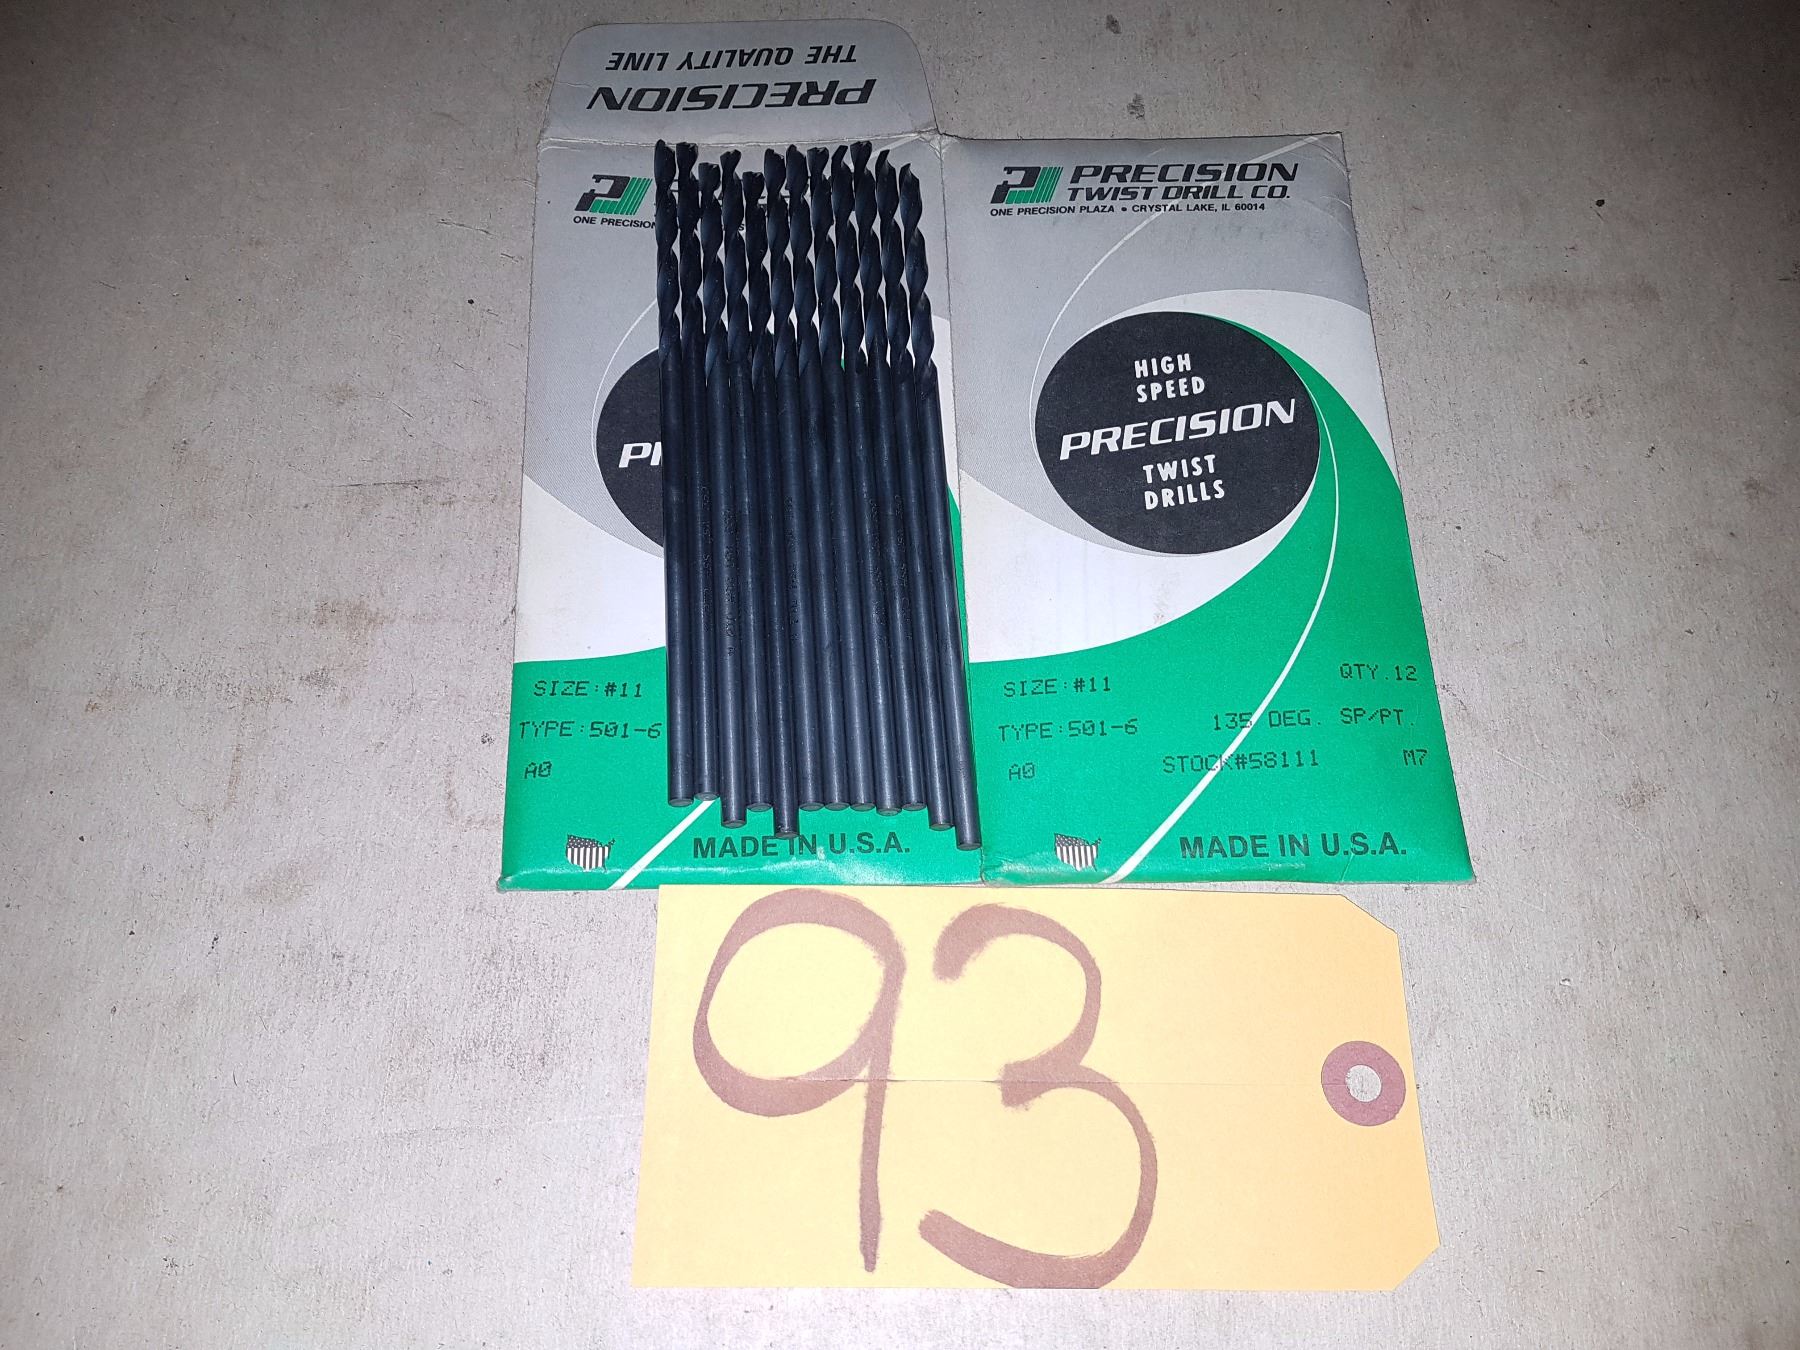 THE QUALITY LINE
PRECISION
ONE PRECISION
PRECISION
TWIST DRILL CO.
ONE PRECISION PLAZA • CRYSTAL LAKE, IL 60014
HIGH
SPEED
PRECISION
TWIST
DRILLS
SIZE:#11
TYPE:501-6
A0
MADE IN U.S.A.
SIZE:#11 QTY.12
TYPE:501-6 135 DEG. SP/PT.
A0 STOCK#58111 M7
MADE IN U.S.A.
93